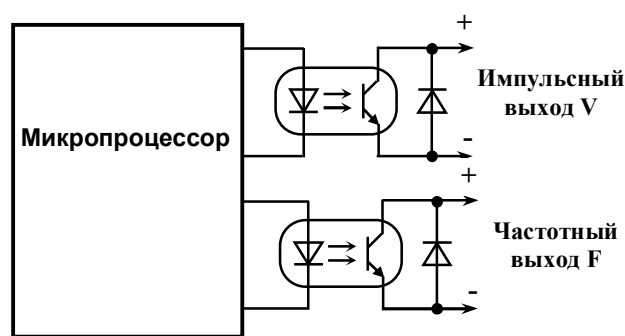 Микропроцессор
+
Импульсный
выход V
-
+
Частотный
выход F
-